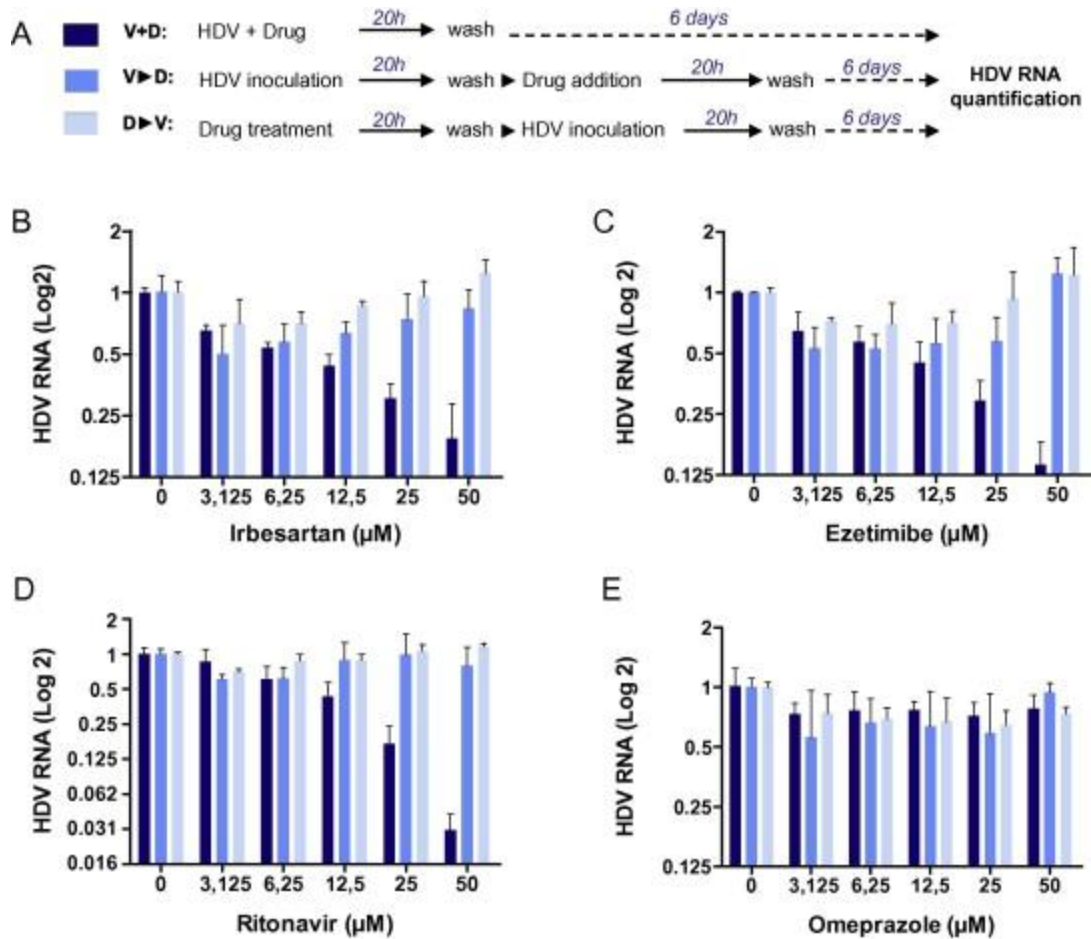 A
V+D: HDV + Drug 20h wash 6 days
V►D: HDV inoculation 20h wash Drug addition 20h wash 6 days
D►V: Drug treatment 20h wash HDV inoculation 20h wash 6 days
HDV RNA
quantification
B
HDV RNA (Log2)
2
1
0.5
0.25
0.125
0 3,125 6,25 12,5 25 50
Irbesartan (µM)
C
HDV RNA (Log 2)
2
1
0.5
0.25
0.125
0 3,125 6,25 12,5 25 50
Ezetimibe (µM)
D
HDV RNA (Log 2)
2
1
0.5
0.25
0.125
0.062
0.031
0.016
0 3,125 6,25 12,5 25 50
Ritonavir (µM)
E
HDV RNA (Log 2)
2
1
0.5
0.25
0.125
0 3,125 6,25 12,5 25 50
Omeprazole (µM)